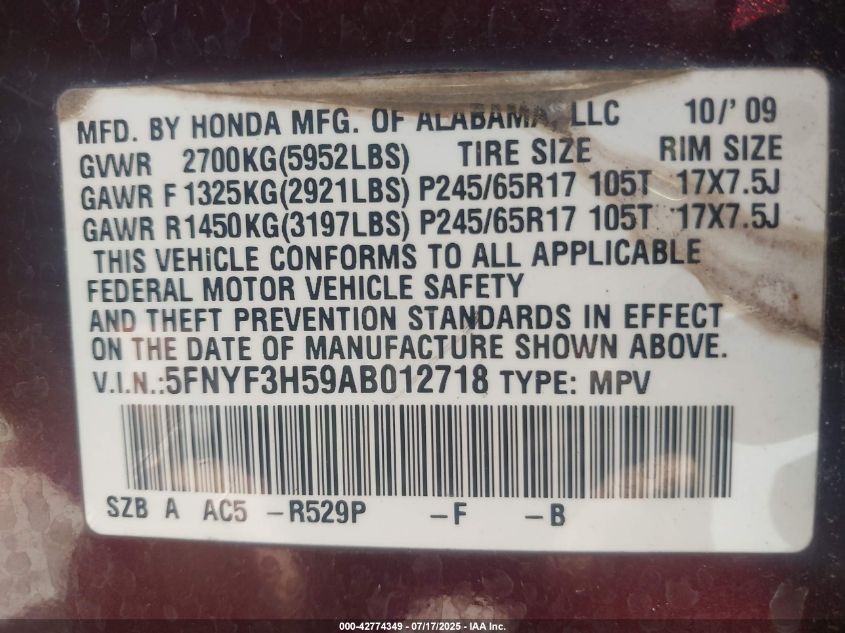 MFD. BY HONDA MFG. OF ALABAMA, LLC 10/'09
GVWR 2700KG(5952LBS) TIRE SIZE RIM SIZE
GAWR F 1325KG(2921LBS) P245/65R17 105T 17X7.5J
GAWR R1450KG(3197LBS) P245/65R17 105T 17X7.5J
THIS VEHICLE CONFORMS TO ALL APPLICABLE
FEDERAL MOTOR VEHICLE SAFETY
AND THEFT PREVENTION STANDARDS IN EFFECT
ON THE DATE OF MANUFACTURE SHOWN ABOVE.
V.I.N.:5FNYF3H59AB012718 TYPE: MPV
SZB A AC5 -R529P -F -B
000-42774349 - 07/17/2025 - IAA Inc.